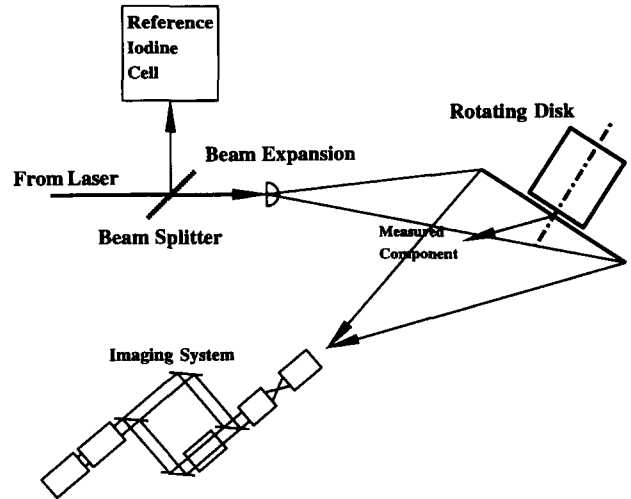 Reference
Iodine
Cell
Rotating Disk
Beam Expansion
From Laser
Measured
Component
Beam Splitter
Imaging System